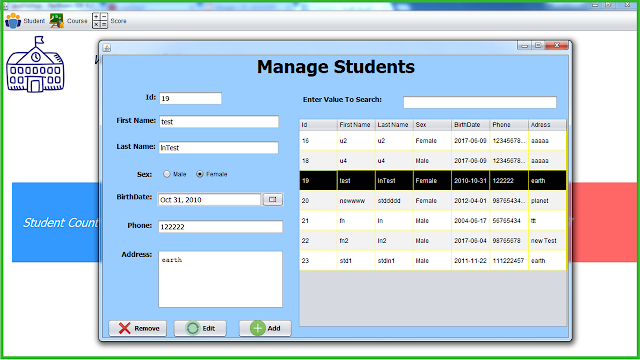 Student Course Score
Manage Students
Id: 19
First Name: test
Last Name: lnTest
Sex: Male Female
BirthDate: Oct 31, 2010
Phone: 122222
Address: earth
Remove Edit Add
Enter Value To Search:
Id First Name Last Name Sex BirthDate Phone Adress
16 u2 u2 Female 2017-06-09 12345678... aaaaa
18 u4 u4 Male 2017-06-09 12345678... aaaaa
19 test lnTest Female 2010-10-31 122222 earth
20 newwww stddddd Female 2012-04-01 98765434... planet
21 fn ln Male 2004-06-17 56765434 ttt
22 fn2 ln Male 2017-06-04 98765678 new Test
23 std1 stdln1 Male 2011-11-22 111222457 earth
Student Count